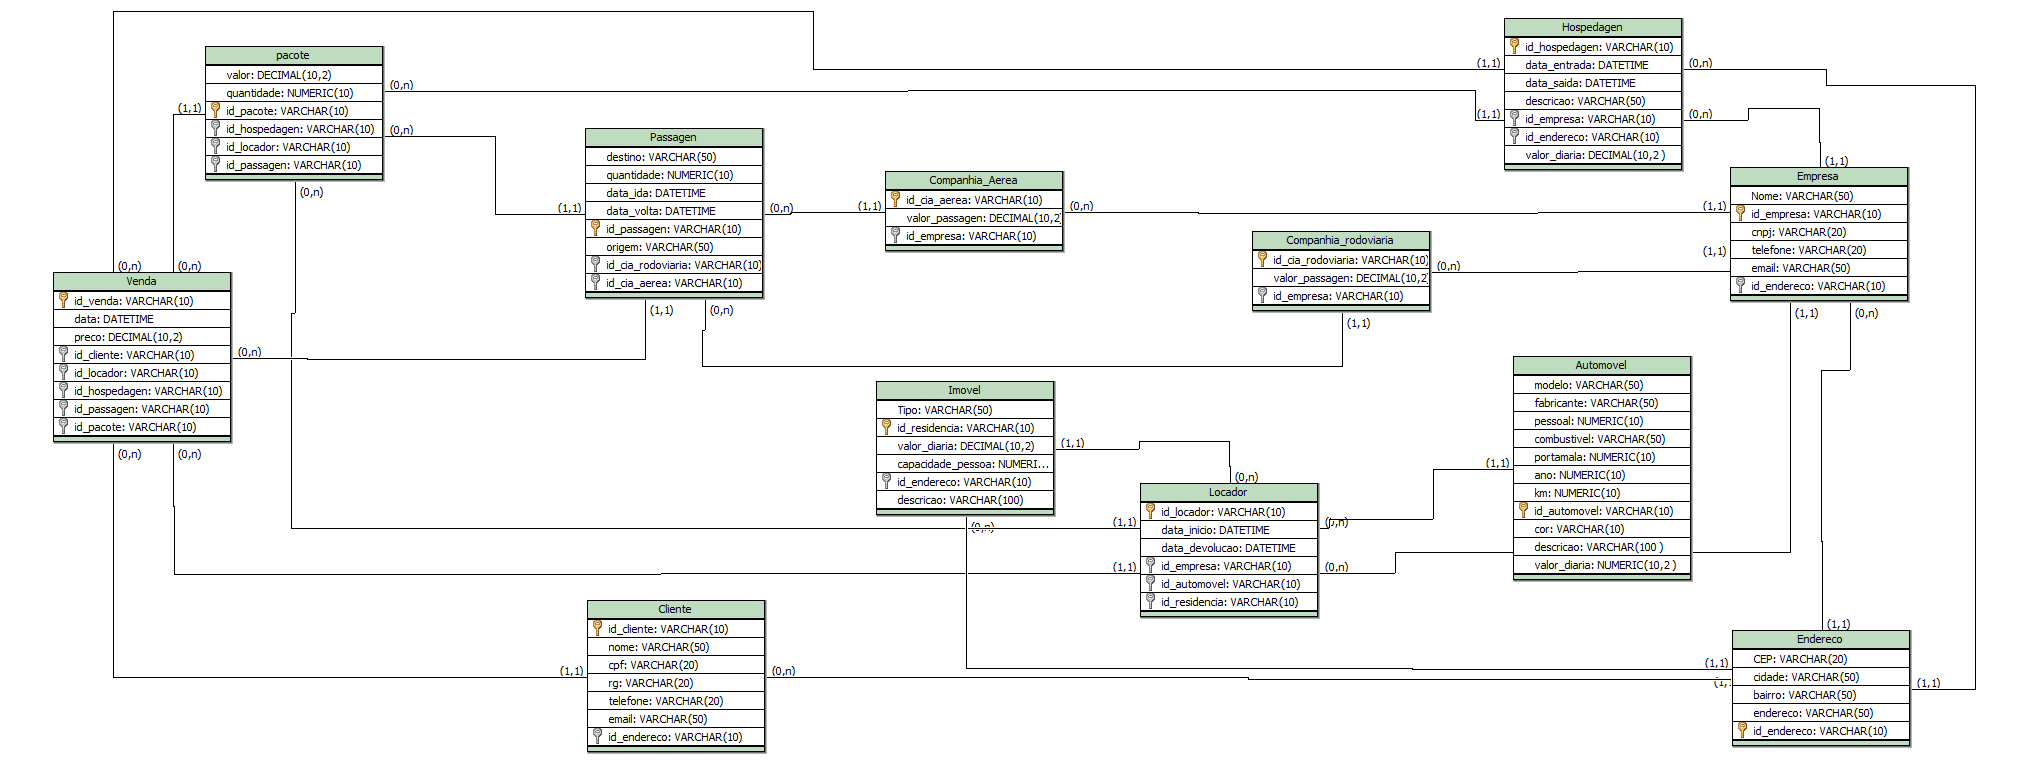 pacote
valor: DECIMAL(10,2)
quantidade: NUMERIC(10)
id_pacote: VARCHAR(10)
id_hospedagen: VARCHAR(10)
id_locador: VARCHAR(10)
id_passagen: VARCHAR(10)
(1,1)
(0,n)
(0,n)
(0,n)
Passagen
destino: VARCHAR(50)
quantidade: NUMERIC(10)
data_ida: DATETIME
data_volta: DATETIME
id_passagen: VARCHAR(10)
origem: VARCHAR(50)
id_cia_rodoviaria: VARCHAR(10)
id_cia_aerea: VARCHAR(10)
(1,1)
(0,n)
(1,1)
(0,n)
Companhia_Aerea
id_cia_aerea: VARCHAR(10)
valor_passagen: DECIMAL(10,2
id_empresa: VARCHAR(10)
(1,1)
(0,n)
Hospedagen
id_hospedagen: VARCHAR(10)
data_entrada: DATETIME
data_saida: DATETIME
descricao: VARCHAR(50)
id_empresa: VARCHAR(10)
id_endereco: VARCHAR(10)
valor_diaria: DECIMAL(10,2 )
(1,1)
(0,n)
(1,1)
(0,n)
(1,1)
Empresa
Nome: VARCHAR(50)
id_empresa: VARCHAR(10)
cnpj: VARCHAR(20)
telefone: VARCHAR(20)
email: VARCHAR(50)
id_endereco: VARCHAR(10)
(1,1)
(1,1)
(1,1)
(0,n)
Companhia_rodoviaria
id_cia_rodoviaria: VARCHAR(10)
valor_passagen: DECIMAL(10,2
id_empresa: VARCHAR(10)
(0,n)
(1,1)
(0,n)
(0,n)
Venda
id_venda: VARCHAR(10)
data: DATETIME
preco: DECIMAL(10,2)
id_cliente: VARCHAR(10)
id_locador: VARCHAR(10)
id_hospedagen: VARCHAR(10)
id_passagen: VARCHAR(10)
id_pacote: VARCHAR(10)
(0,n)
(0,n)
(0,n)
Imovel
Tipo: VARCHAR(50)
id_residencia: VARCHAR(10)
valor_diaria: DECIMAL(10,2)
capacidade_pessoa: NUMERI...
id_endereco: VARCHAR(10)
descricao: VARCHAR(100)
(1,1)
(0,n)
Automovel
modelo: VARCHAR(50)
fabricante: VARCHAR(50)
pessoal: NUMERIC(10)
combustivel: VARCHAR(50)
portamala: NUMERIC(10)
ano: NUMERIC(10)
km: NUMERIC(10)
id_automovel: VARCHAR(10)
cor: VARCHAR(10)
descricao: VARCHAR(100 )
valor_diaria: NUMERIC(10,2 )
(1,1)
(0,n)
Locador
id_locador: VARCHAR(10)
data_inicio: DATETIME
data_devolucao: DATETIME
id_empresa: VARCHAR(10)
id_automovel: VARCHAR(10)
id_residencia: VARCHAR(10)
(1,1)
(0,n)
(1,1)
(0,n)
Cliente
id_cliente: VARCHAR(10)
nome: VARCHAR(50)
cpf: VARCHAR(20)
rg: VARCHAR(20)
telefone: VARCHAR(20)
email: VARCHAR(50)
id_endereco: VARCHAR(10)
(1,1)
(0,n)
(1,1)
Endereco
CEP: VARCHAR(20)
cidade: VARCHAR(50)
bairro: VARCHAR(50)
endereco: VARCHAR(50)
id_endereco: VARCHAR(10)
(1,1)
(1,1)